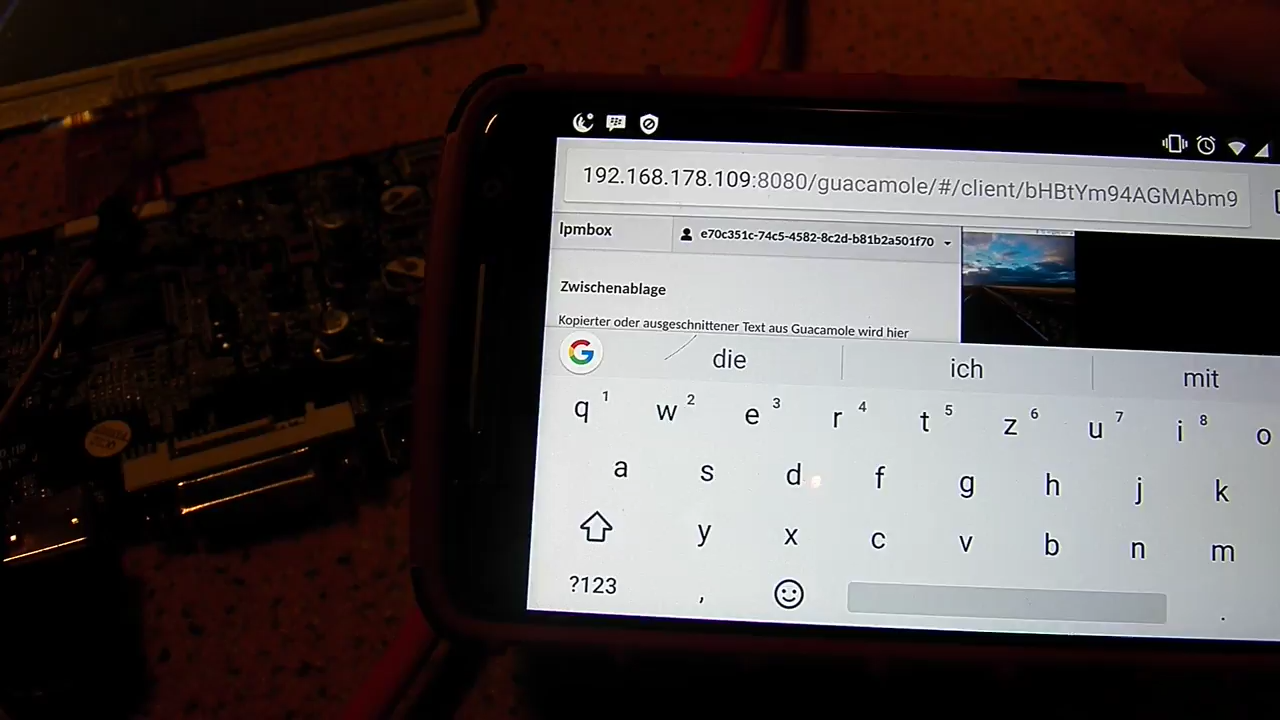 192.168.178.109:8080/guacamole/#/client/bHBtYm94AGMAbm9
lpmbox
e70c351c-74c5-4582-8c2d-b81b2a501f70
Zwischenablage
Kopierter oder ausgeschnittener Text aus Guacamole wird hier
G die ich mit
q 1 w 2 e 3 r 4 t 5 z 6 u 7 i 8 o
a s d f g h j k
y x c v b n m
?123 , .